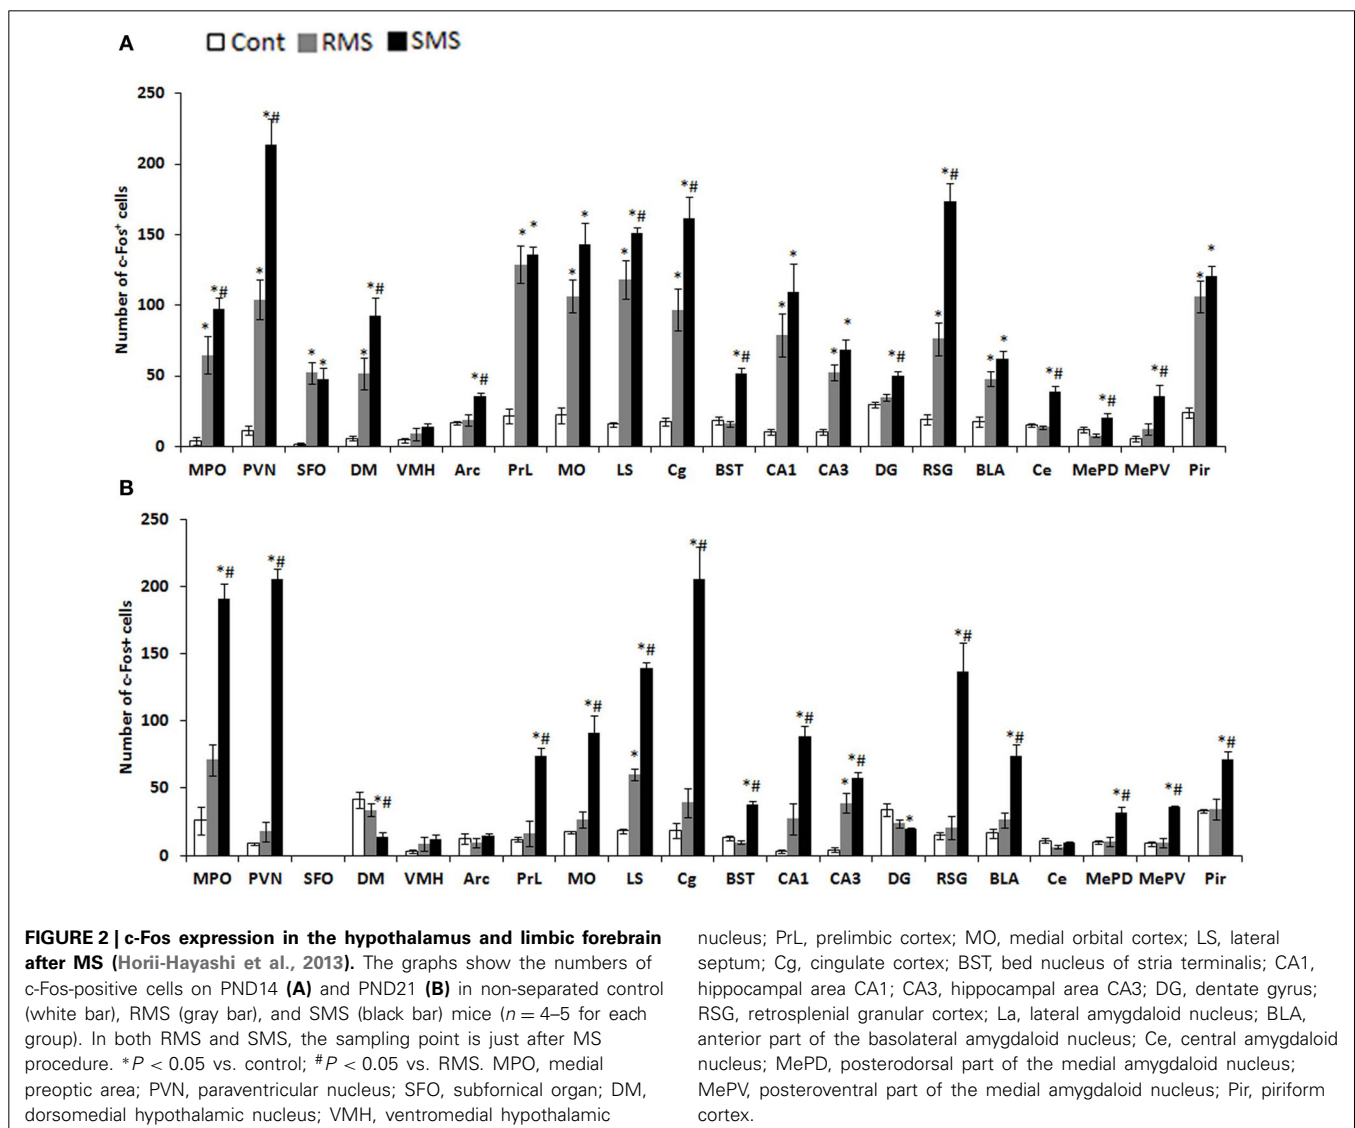 A
Cont RMS SMS
250
200
150
100
50
0
Number of c-Fos⁺ cells
* *# * *# * * * *# *# * * * * * *# *# * * * * *# *# * * *# * *# *# *# *# * *
MPO PVN SFO DM VMH Arc PrL MO LS Cg BST CA1 CA3 DG RSG BLA Ce MePD MePV Pir
B
250
200
150
100
50
0
Number of c-Fos+ cells
*# *# *# *# *# * *# *# *# *# * *# * *# *# *# *# *#
MPO PVN SFO DM VMH Arc PrL MO LS Cg BST CA1 CA3 DG RSG BLA Ce MePD MePV Pir
FIGURE 2 | c-Fos expression in the hypothalamus and limbic forebrain
after MS (Horii-Hayashi et al., 2013). The graphs show the numbers of
c-Fos-positive cells on PND14 (A) and PND21 (B) in non-separated control
(white bar), RMS (gray bar), and SMS (black bar) mice (n = 4–5 for each
group). In both RMS and SMS, the sampling point is just after MS
procedure. *P < 0.05 vs. control; #P < 0.05 vs. RMS. MPO, medial
preoptic area; PVN, paraventricular nucleus; SFO, subfornical organ; DM,
dorsomedial hypothalamic nucleus; VMH, ventromedial hypothalamic
nucleus; PrL, prelimbic cortex; MO, medial orbital cortex; LS, lateral
septum; Cg, cingulate cortex; BST, bed nucleus of stria terminalis; CA1,
hippocampal area CA1; CA3, hippocampal area CA3; DG, dentate gyrus;
RSG, retrosplenial granular cortex; La, lateral amygdaloid nucleus; BLA,
anterior part of the basolateral amygdaloid nucleus; Ce, central amygdaloid
nucleus; MePD, posterodorsal part of the medial amygdaloid nucleus;
MePV, posteroventral part of the medial amygdaloid nucleus; Pir, piriform
cortex.